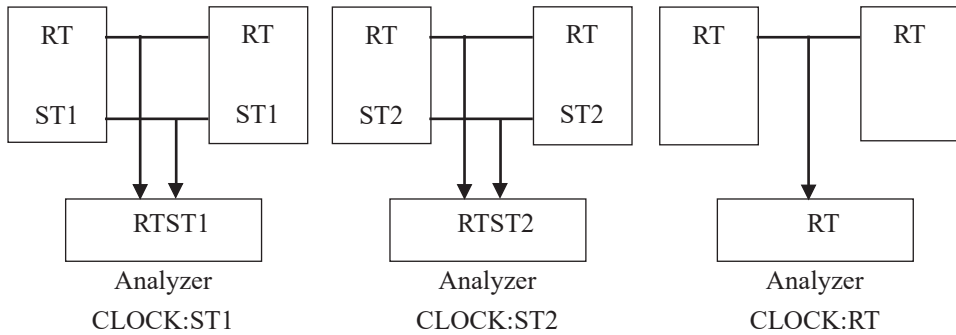 RT RT RT RT RT RT
ST1 ST1 ST2 ST2
RTST1 RTST2 RT
Analyzer Analyzer Analyzer
CLOCK:ST1 CLOCK:ST2 CLOCK:RT